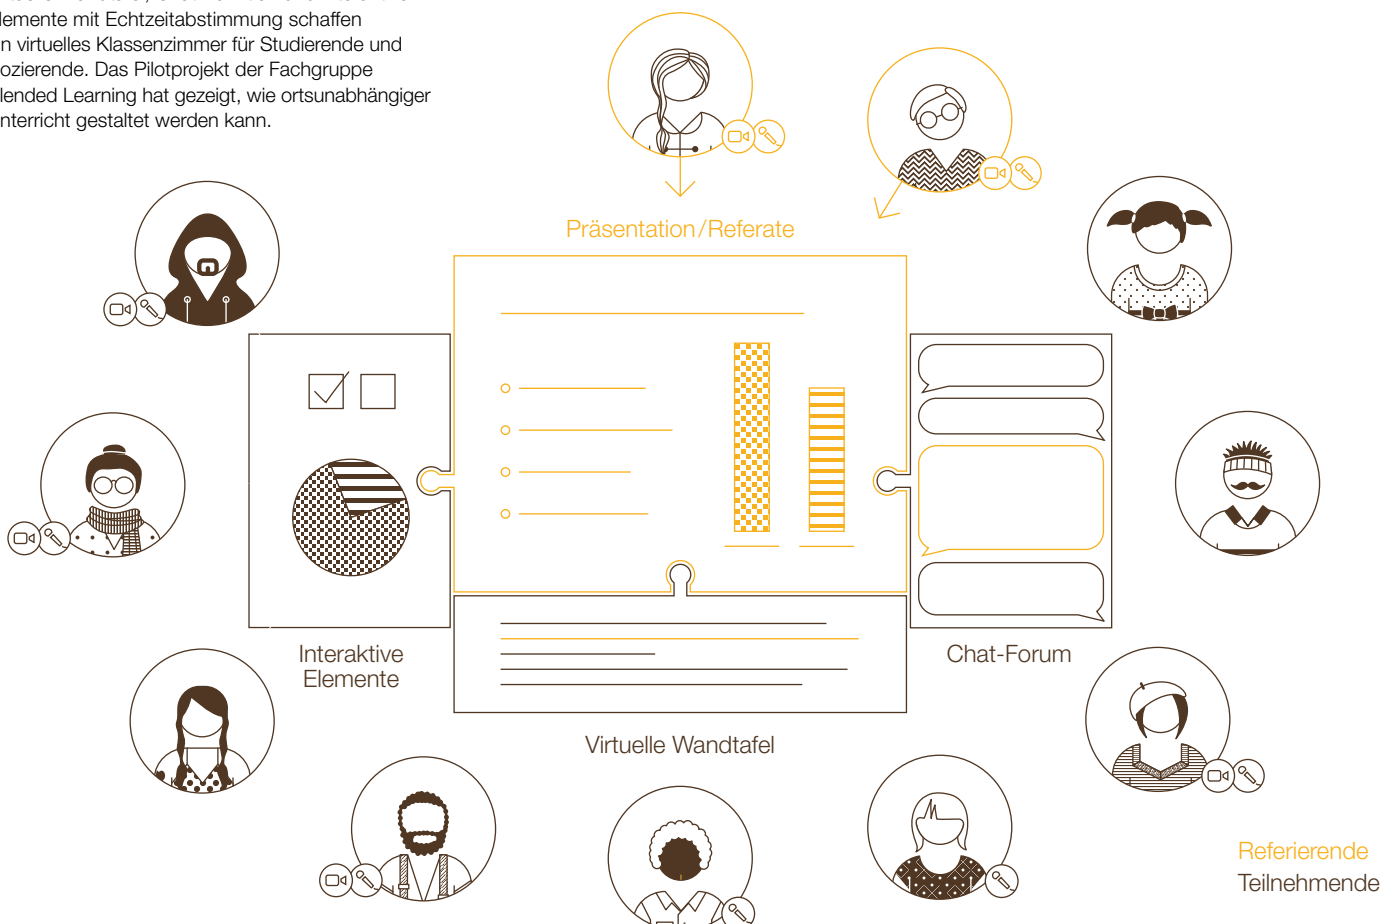 lemente mit Echtzeitabstimmung schaffen
n virtuelles Klassenzimmer für Studierende und
ozierende. Das Pilotprojekt der Fachgruppe
lended Learning hat gezeigt, wie ortsunabhängiger
nterricht gestaltet werden kann.
Präsentation/Referate
Interaktive
Elemente
Chat-Forum
Virtuelle Wandtafel
Referierende
Teilnehmende